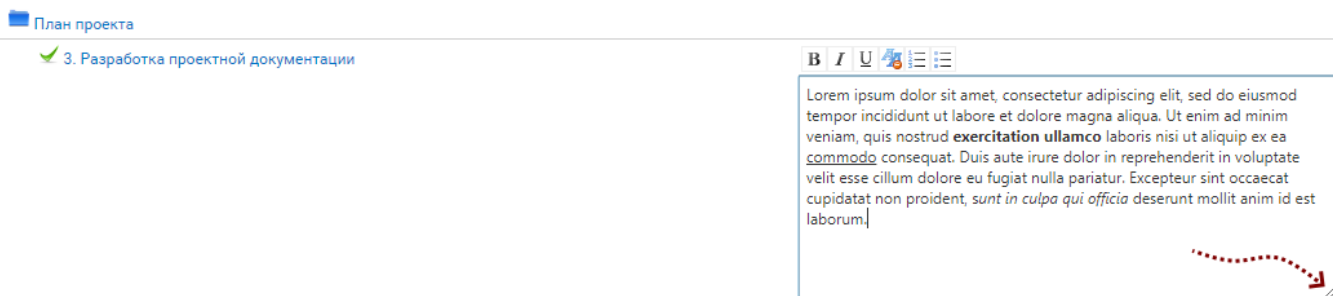 План проекта
3. Разработка проектной документации
B I U
Lorem ipsum dolor sit amet, consectetur adipiscing elit, sed do eiusmod
tempor incididunt ut labore et dolore magna aliqua. Ut enim ad minim
veniam, quis nostrud exercitation ullamco laboris nisi ut aliquip ex ea
commodo consequat. Duis aute irure dolor in reprehenderit in voluptate
velit esse cillum dolore eu fugiat nulla pariatur. Excepteur sint occaecat
cupidatat non proident, sunt in culpa qui officia deserunt mollit anim id est
laborum.